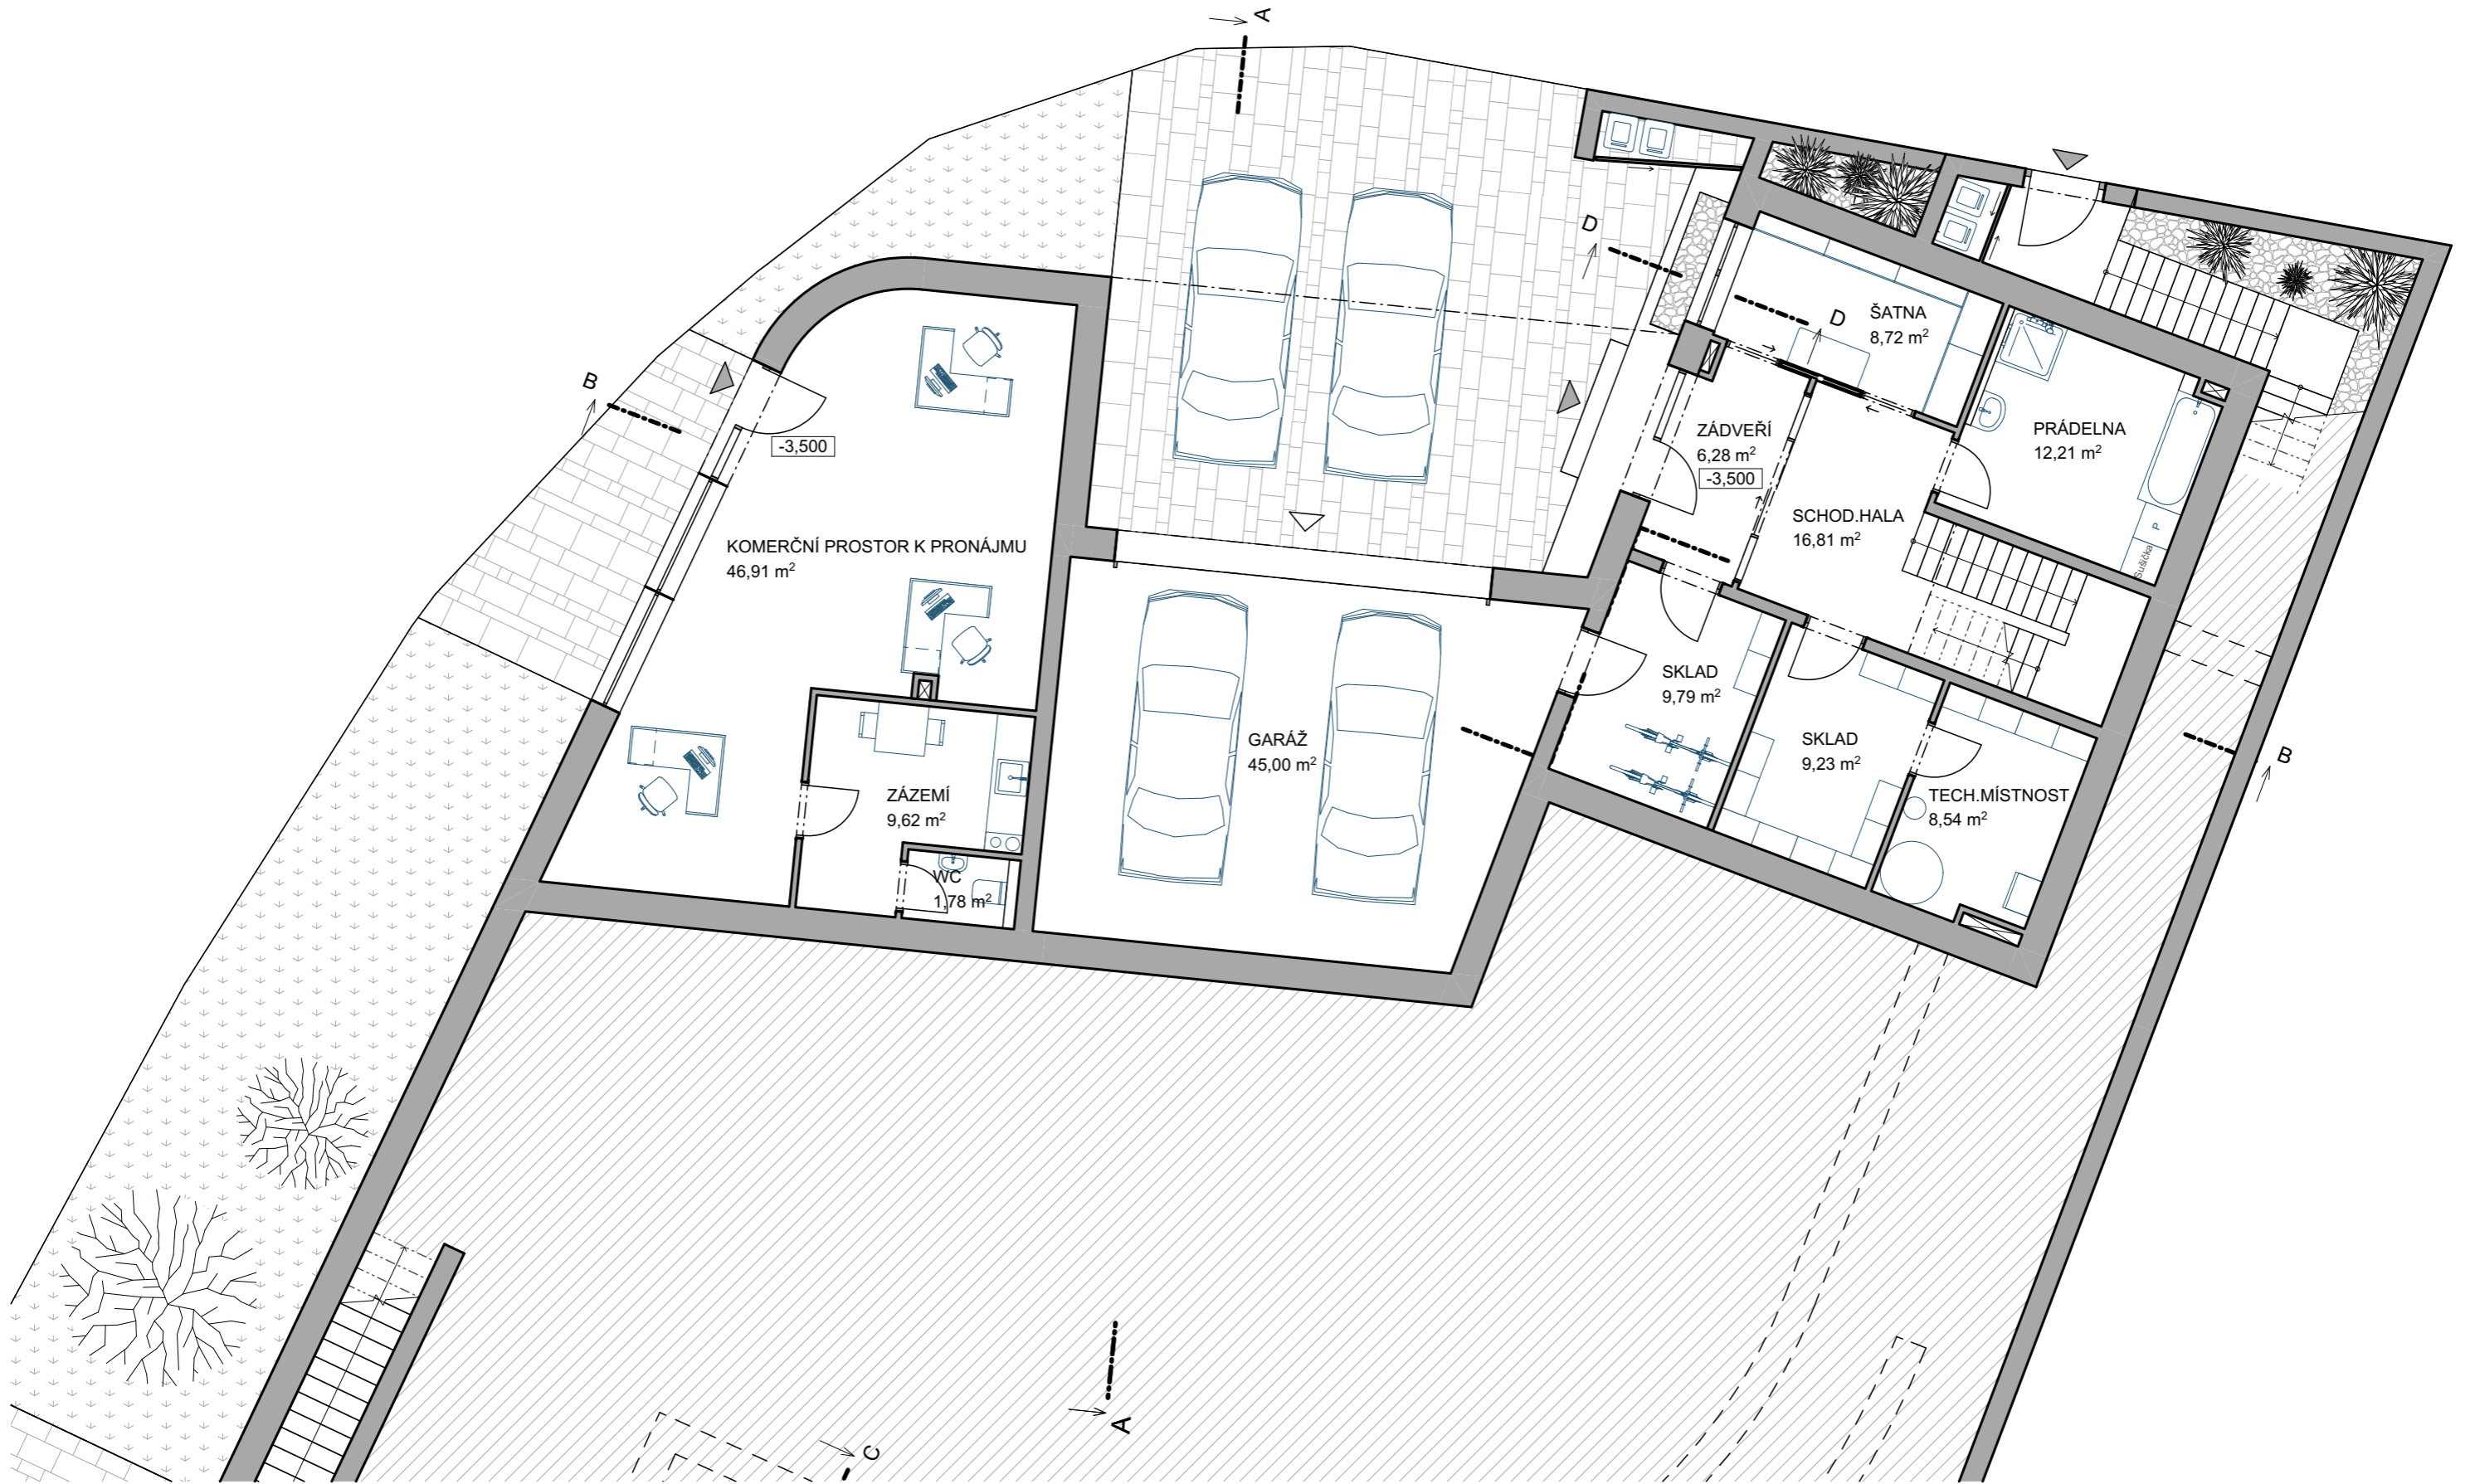 A
D
ŠATNA
8,72 m²
D
B
ZÁDVEŘÍ
6,28 m²
-3,500
PRÁDELNA
12,21 m²
-3,500
SCHOD.HALA
16,81 m²
P
Sušička
KOMERČNÍ PROSTOR K PRONÁJMU
46,91 m²
SKLAD
9,79 m²
GARÁŽ
45,00 m²
SKLAD
9,23 m²
B
ZÁZEMÍ
9,62 m²
TECH.MÍSTNOST
8,54 m²
WC
1,78 m²
A
C